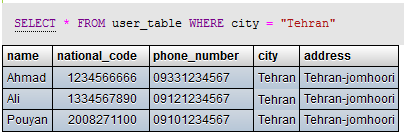 SELECT * FROM user_table WHERE city = "Tehran"
name national_code phone_number city address
Ahmad 1234566666 09331234567 Tehran Tehran-jomhoori
Ali 1334567890 09121234567 Tehran Tehran-jomhoori
Pouyan 2008271100 09101234567 Tehran Tehran-jomhoori